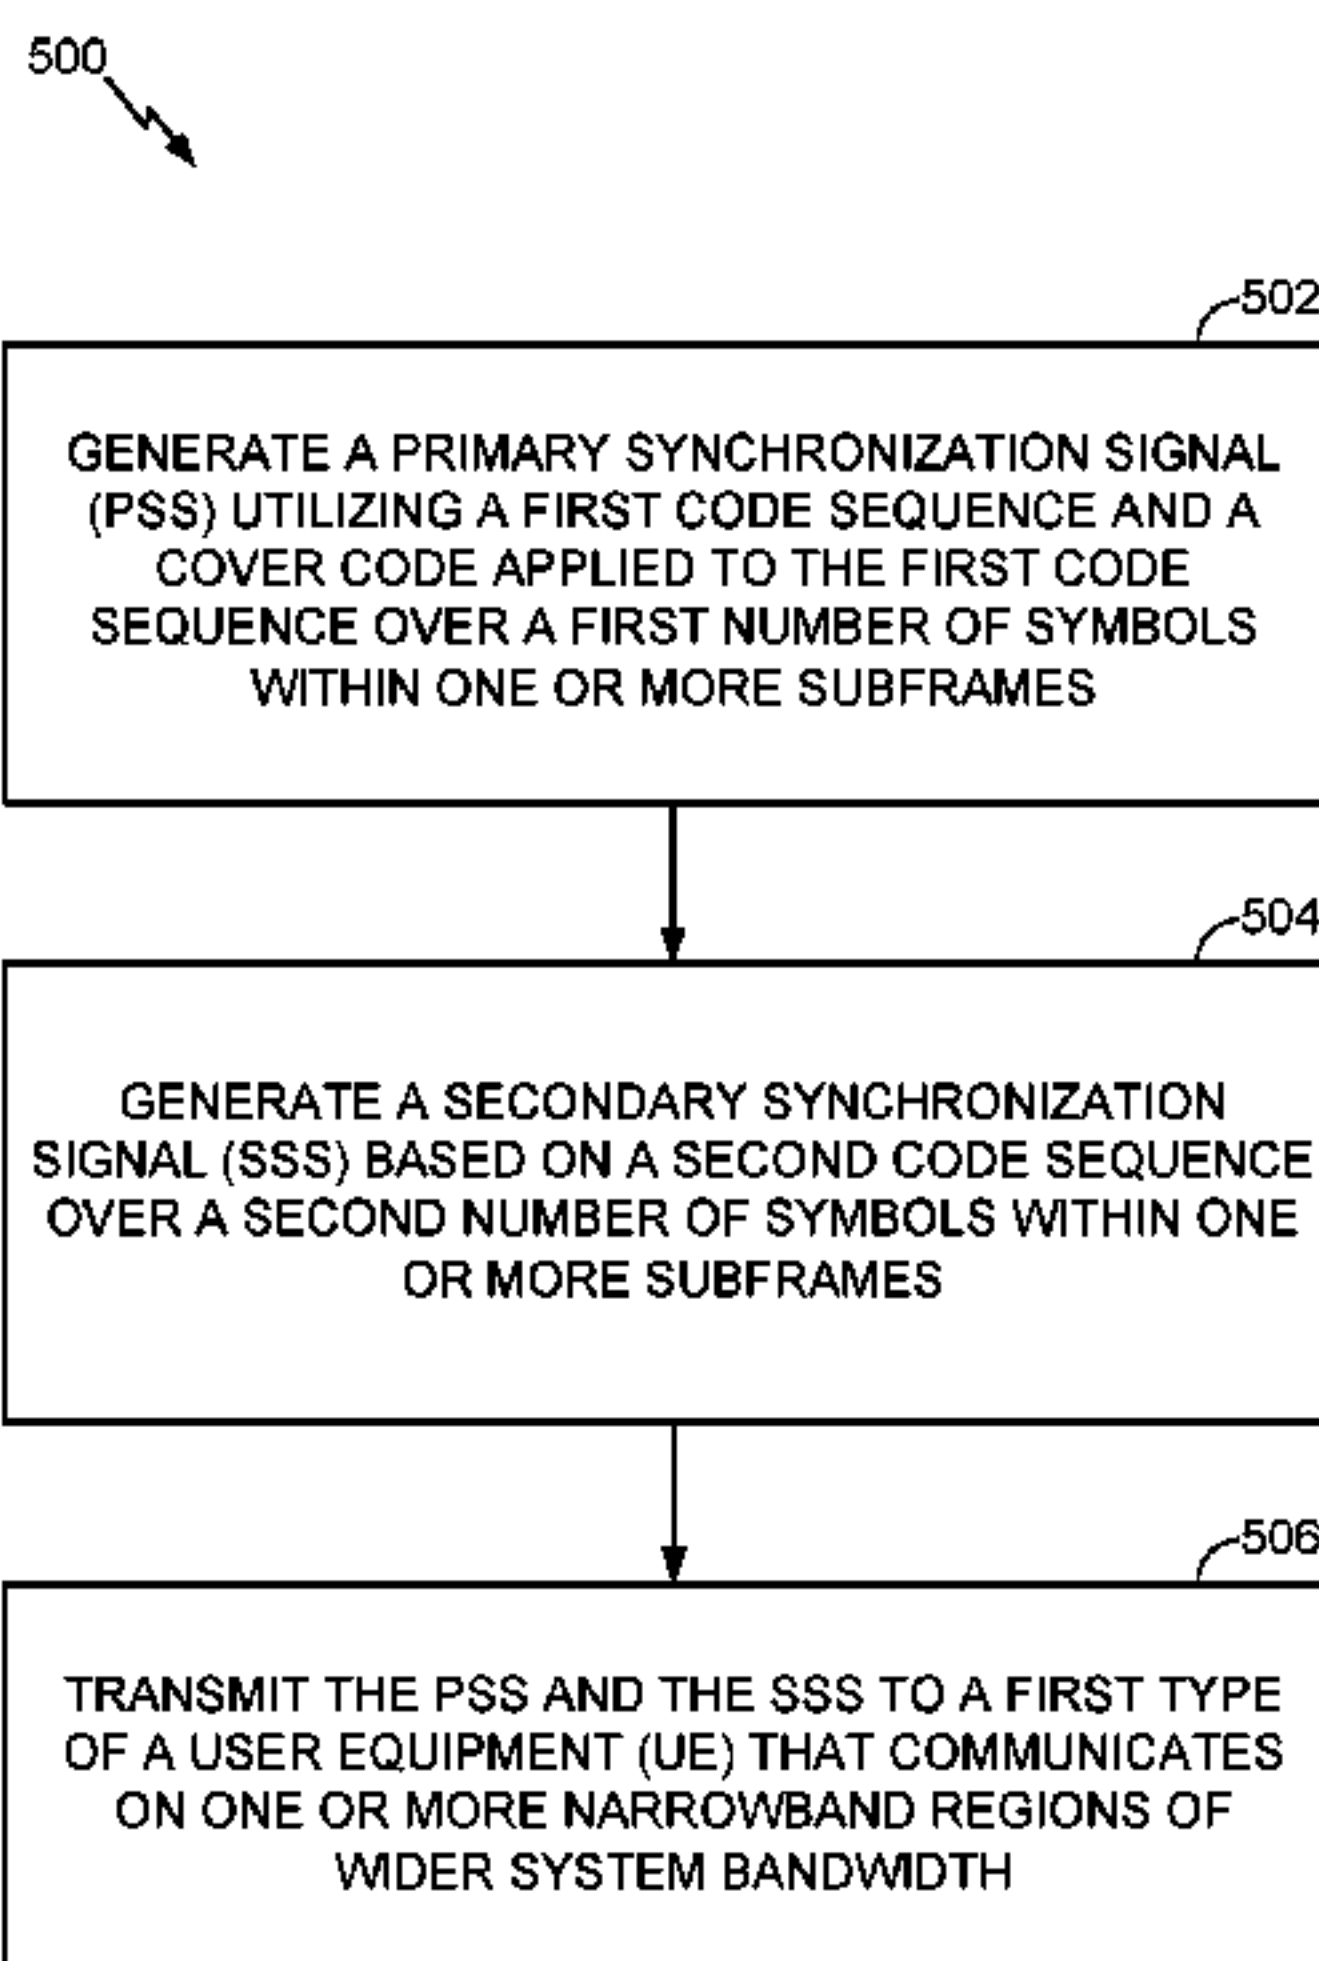 500
502
GENERATE A PRIMARY SYNCHRONIZATION SIGNAL
(PSS) UTILIZING A FIRST CODE SEQUENCE AND A
COVER CODE APPLIED TO THE FIRST CODE
SEQUENCE OVER A FIRST NUMBER OF SYMBOLS
WITHIN ONE OR MORE SUBFRAMES
504
GENERATE A SECONDARY SYNCHRONIZATION
SIGNAL (SSS) BASED ON A SECOND CODE SEQUENCE
OVER A SECOND NUMBER OF SYMBOLS WITHIN ONE
OR MORE SUBFRAMES
506
TRANSMIT THE PSS AND THE SSS TO A FIRST TYPE
OF A USER EQUIPMENT (UE) THAT COMMUNICATES
ON ONE OR MORE NARROWBAND REGIONS OF
WIDER SYSTEM BANDWIDTH